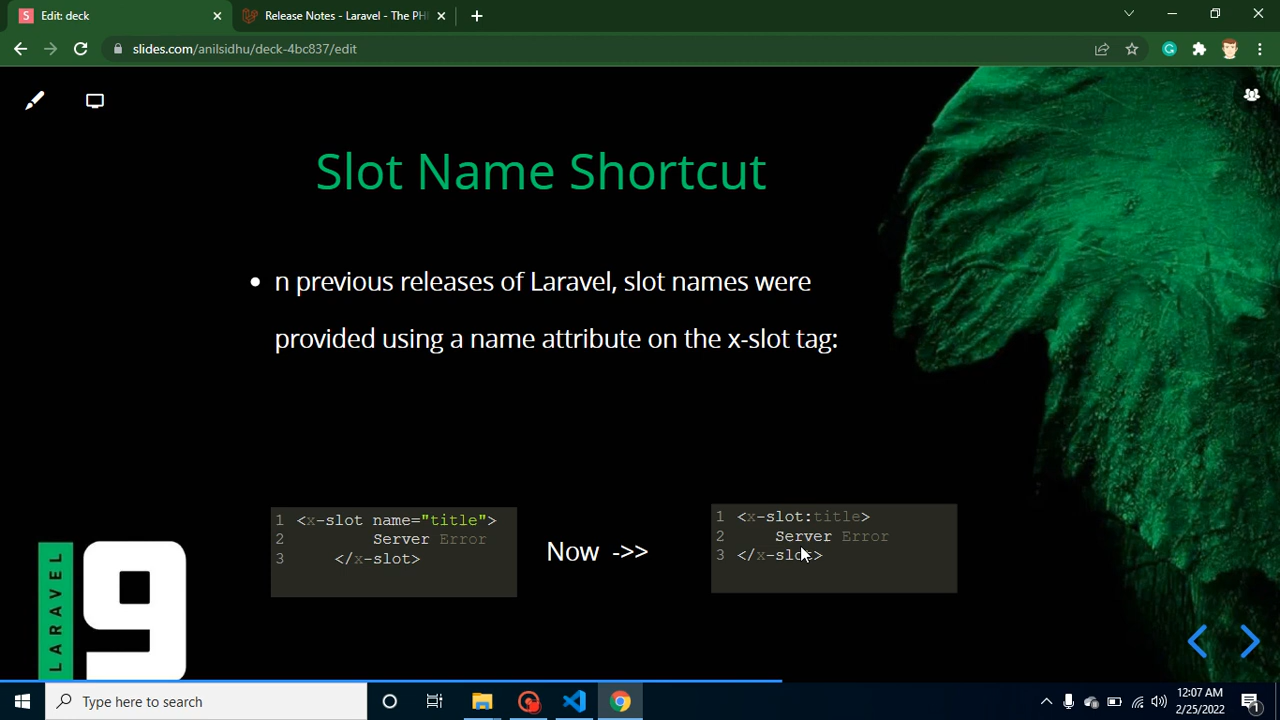 Edit: deck
Release Notes - Laravel - The PH
slides.com/anilsidhu/deck-4bc837/edit
Slot Name Shortcut
n previous releases of Laravel, slot names were
provided using a name attribute on the x-slot tag:
1 <x-slot name="title">
2 Server Error
3 </x-slot>
Now ->>
1 <x-slot:title>
2 Server Error
3 </x-slot>
LARAVEL
9
Type here to search
12:07 AM
2/25/2022
1